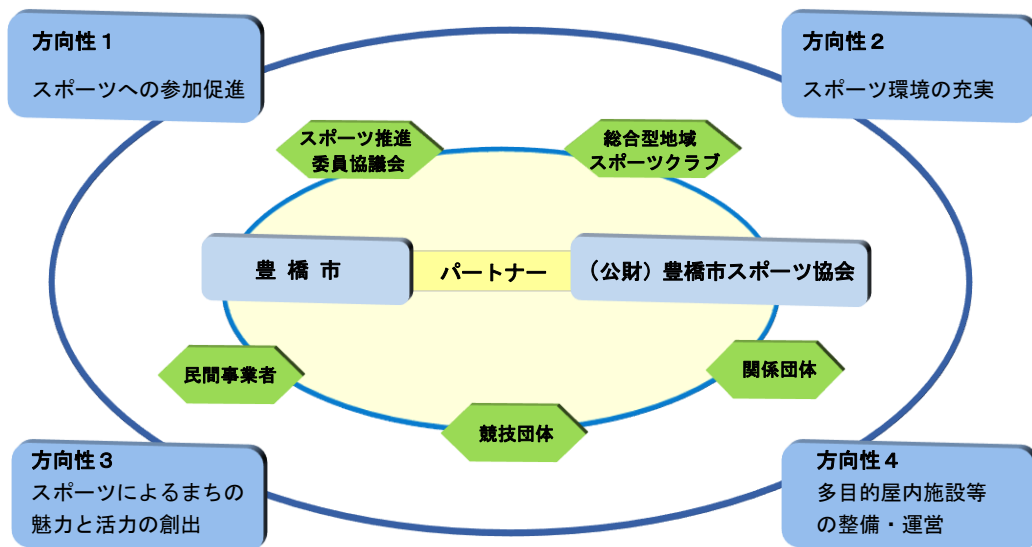 方向性１
スポーツへの参加促進
方向性２
スポーツ環境の充実
スポーツ推進
委員協議会
総合型地域
スポーツクラブ
豊 橋 市
パートナー
（公財）豊橋市スポーツ協会
民間事業者
関係団体
競技団体
方向性３
スポーツによるまちの
魅力と活力の創出
方向性４
多目的屋内施設等
の整備・運営